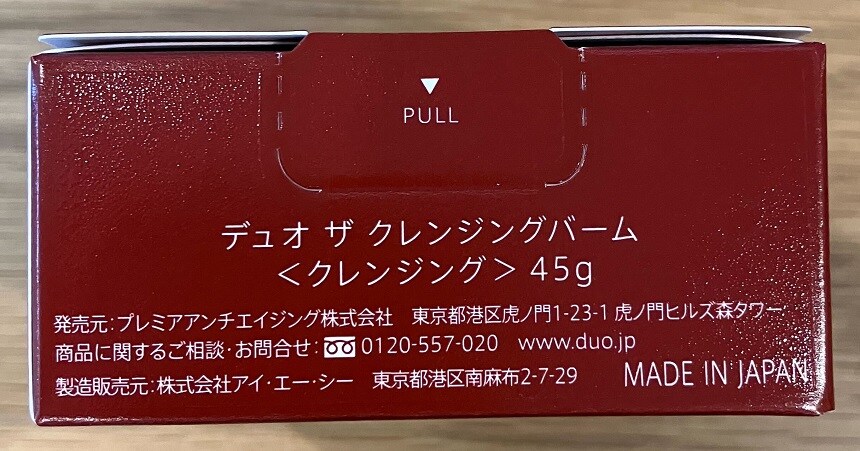 ▼
PULL
デュオ ザ クレンジングバーム
＜クレンジング＞ 45g
発売元：プレミアアンチエイジング株式会社　東京都港区虎ノ門1-23-1 虎ノ門ヒルズ森タワー
商品に関するご相談・お問合せ： 0120-557-020　www.duo.jp
製造販売元：株式会社アイ・エー・シー　東京都港区南麻布2-7-29
MADE IN JAPAN